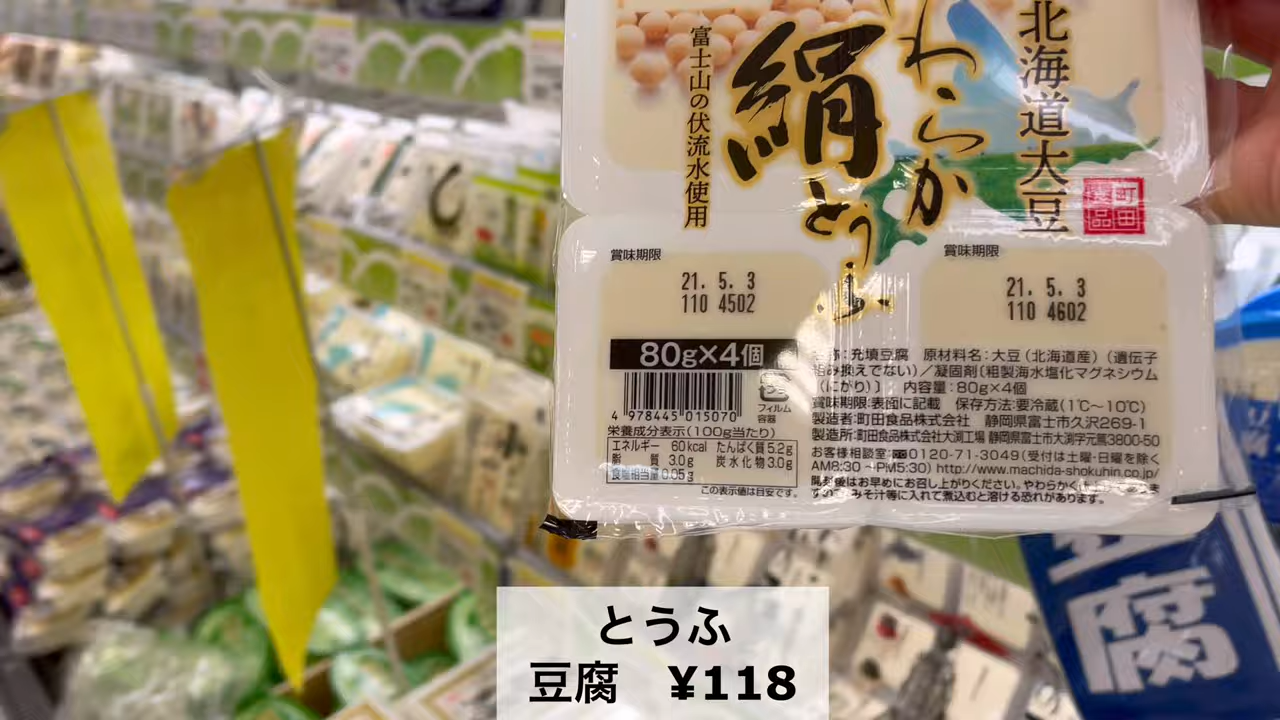 北海道大豆
やわらか
絹とうふ
富士山の伏流水使用
町田
製品
賞味期限
21. 5. 3
110 4502
賞味期限
21. 5. 3
110 4602
80g×4個
4 978445 015070
フィルム
容器
栄養成分表示(100g当たり)
エネルギー 60kcal たんぱく質 5.2g
脂 質 3.0g 炭水化物 3.0g
食塩相当量 0.05g
この表示値は目安です。
名称:充填豆腐 原材料名:大豆(北海道産)(遺伝子
組み換えでない)/凝固剤〔粗製海水塩化マグネシウム
(にがり)〕 内容量:80g×4個
賞味期限:表面に記載 保存方法:要冷蔵(1℃〜10℃)
製造者:町田食品株式会社 静岡県富士市久沢269-1
製造所:町田食品株式会社大渕工場 静岡県富士市大渕字元篤3800-50
お客様相談室:☎0120-71-3049(受付は土曜・日曜を除く
AM8:30〜PM5:30) http://www.machida-shokuhin.co.jp/
開封後はお早めにお召し上がりください。やわらかく
みそ汁等に入れて煮込むと溶ける恐れがあります。
豆腐
とうふ
豆腐 ¥118